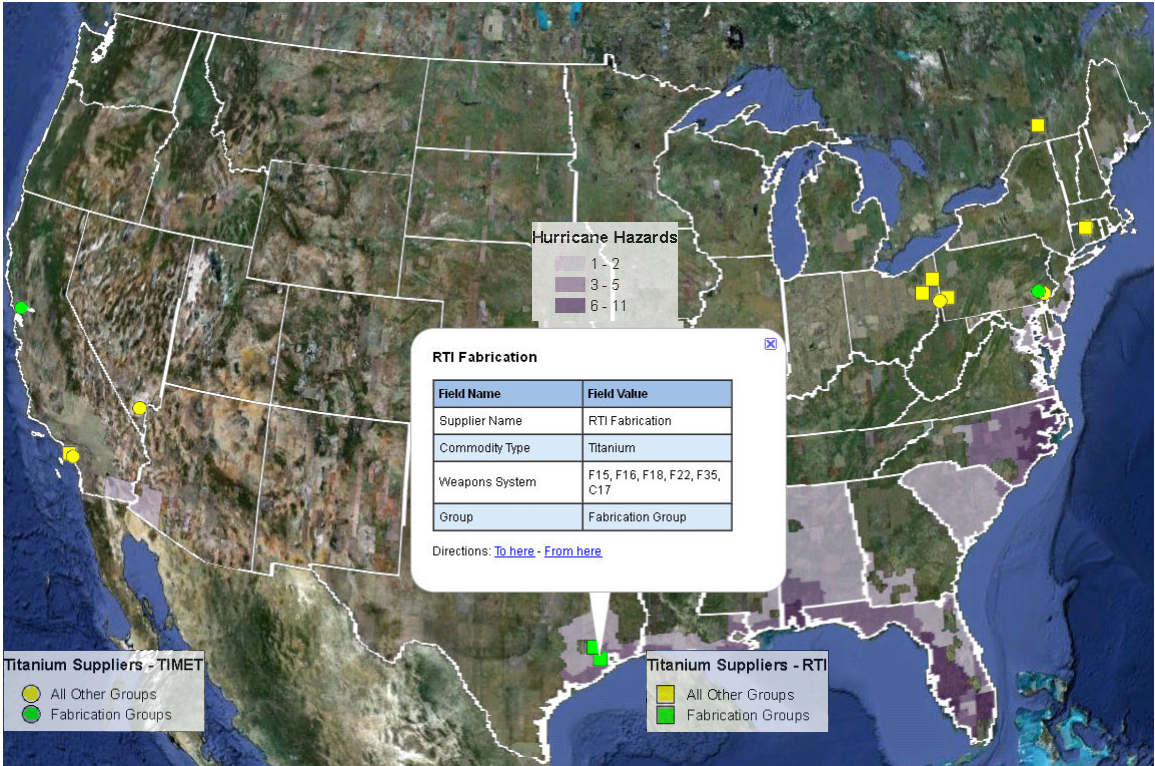 Hurricane Hazards
1 - 2
3 - 5
6 - 11
RTI Fabrication
Field Name Field Value
Supplier Name RTI Fabrication
Commodity Type Titanium
Weapons System F15, F16, F18, F22, F35,
C17
Group Fabrication Group
Directions: To here - From here
Titanium Suppliers - TIMET
All Other Groups
Fabrication Groups
Titanium Suppliers - RTI
All Other Groups
Fabrication Groups